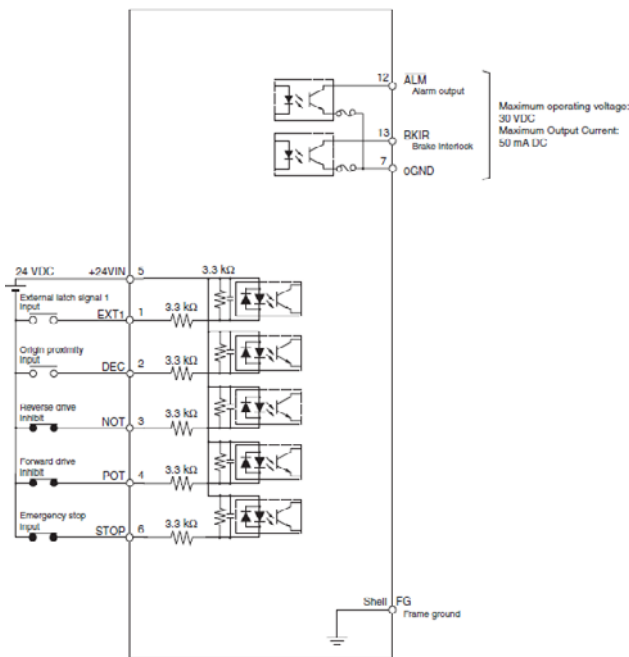 12
ALM
Alarm output
13
BKIR
Brake Interlock
7
0GND
Maximum operating voltage:
30 VDC
Maximum Output Current:
50 mA DC
24 VDC
+24VIN
5
3.3 kΩ
External latch signal 1
Input
EXT1
1
3.3 kΩ
Origin proximity
Input
DEC
2
3.3 kΩ
Reverse drive
Inhibit
NOT
3
3.3 kΩ
Forward drive
Inhibit
POT
4
3.3 kΩ
Emergency stop
Input
STOP
6
3.3 kΩ
Shell
FG
Frame ground